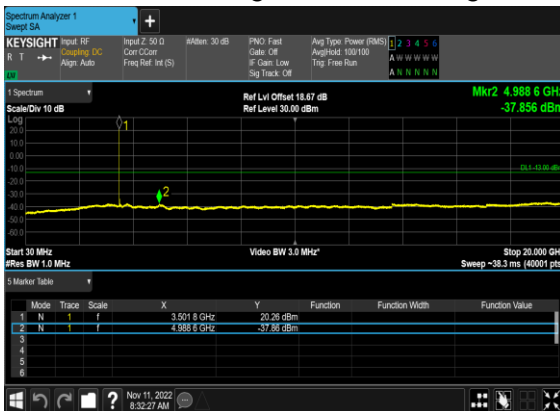 Spectrum Analyzer 1
Swept SA
KEYSIGHT
R T
LV
Input: RF
Coupling: DC
Align: Auto
Input Z: 50 Ω
Corr CCorr
Freq Ref: Int (S)
#Atten: 30 dB
PNO: Fast
Gate: Off
IF Gain: Low
Sig Track: Off
Avg Type: Power (RMS)
Avg|Hold: 100/100
Trig: Free Run
1 2 3 4 5 6
A W W W W W
A N N N N N
1 Spectrum
Scale/Div 10 dB
Ref Lvl Offset 18.67 dB
Ref Level 30.00 dBm
Mkr2 4.988 6 GHz
-37.856 dBm
Log
20.0
10.0
0.00
-10.0
-20.0
-30.0
-40.0
-50.0
-60.0
1
2
DL1 -13.00 dBm
Start 30 MHz
#Res BW 1.0 MHz
Video BW 3.0 MHz*
Stop 20.000 GHz
Sweep ~38.3 ms (40001 pts)
5 Marker Table
Mode Trace Scale X Y Function Function Width Function Value
1 N 1 f 3.501 8 GHz 20.26 dBm
2 N 1 f 4.988 6 GHz -37.86 dBm
3
4
5
6
?
Nov 11, 2022
8:32:27 AM